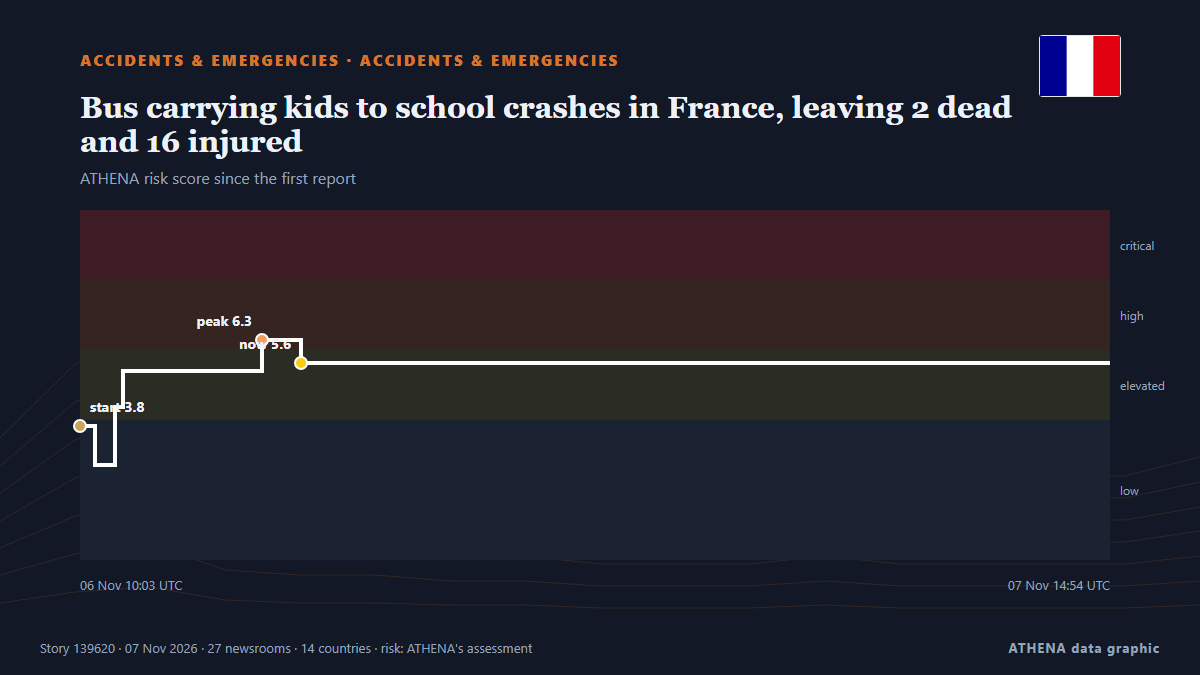 ACCIDENTS & EMERGENCIES · ACCIDENTS & EMERGENCIES
Bus carrying kids to school crashes in France, leaving 2 dead
and 16 injured
ATHENA risk score since the first report
critical
peak 6.3
high
now 5.6
elevated
start 3.8
low
06 Nov 10:03 UTC
07 Nov 14:54 UTC
Story 139620 · 07 Nov 2026 · 27 newsrooms · 14 countries · risk: ATHENA's assessment
ATHENA data graphic